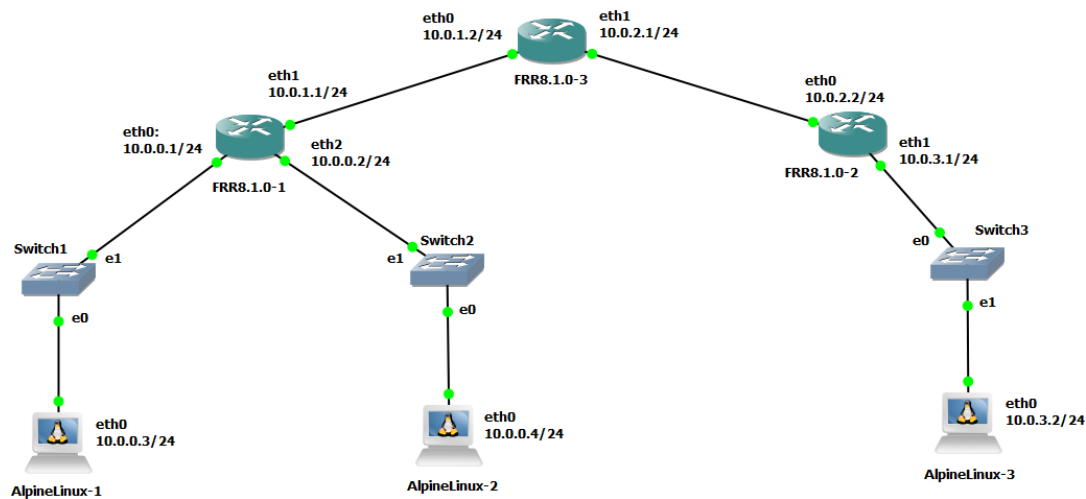 eth0
10.0.1.2/24
eth1
10.0.2.1/24
FRR8.1.0-3
eth1
10.0.1.1/24
eth0
10.0.2.2/24
eth0:
10.0.0.1/24
eth2
10.0.0.2/24
eth1
10.0.3.1/24
FRR8.1.0-1
FRR8.1.0-2
Switch1
e1
Switch2
e1
Switch3
e0
e0
e0
e1
eth0
10.0.0.3/24
eth0
10.0.0.4/24
eth0
10.0.3.2/24
AlpineLinux-1
AlpineLinux-2
AlpineLinux-3